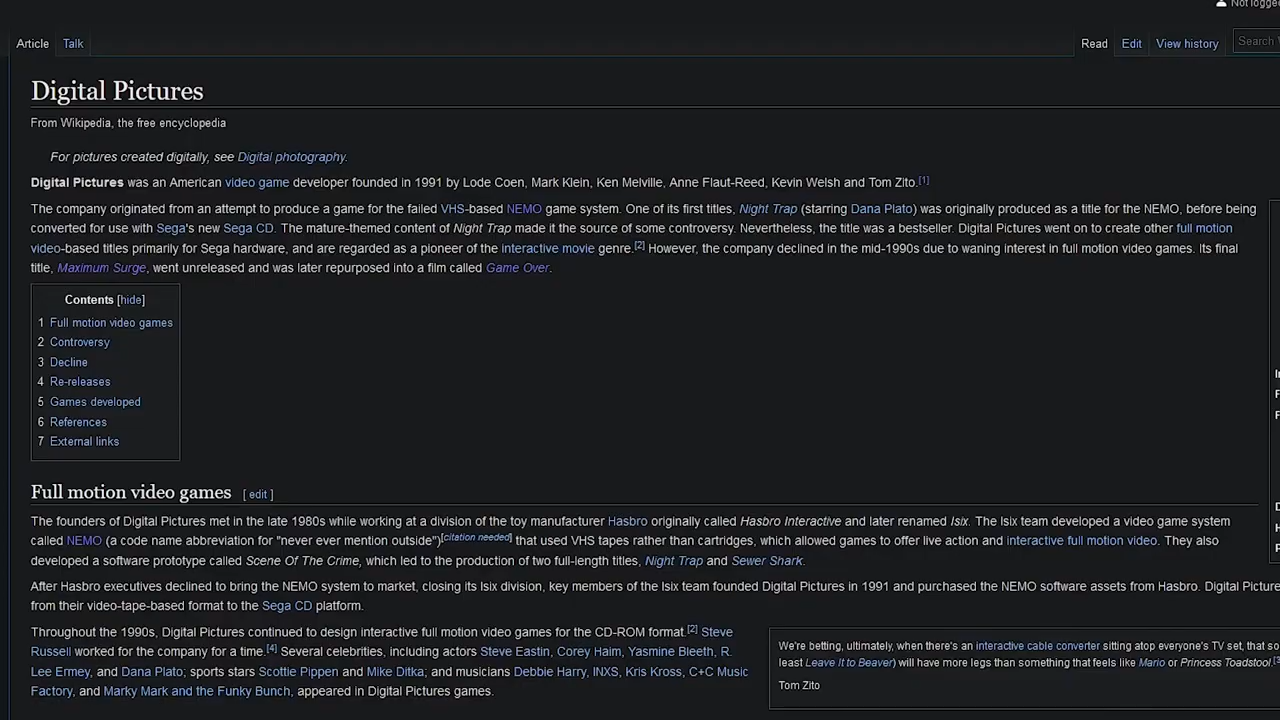 Not logge
Article Talk Read Edit View history Search
Digital Pictures
From Wikipedia, the free encyclopedia
For pictures created digitally, see Digital photography.
Digital Pictures was an American video game developer founded in 1991 by Lode Coen, Mark Klein, Ken Melville, Anne Flaut-Reed, Kevin Welsh and Tom Zito.[1]
The company originated from an attempt to produce a game for the failed VHS-based NEMO game system. One of its first titles, Night Trap (starring Dana Plato) was originally produced as a title for the NEMO, before being
converted for use with Sega's new Sega CD. The mature-themed content of Night Trap made it the source of some controversy. Nevertheless, the title was a bestseller. Digital Pictures went on to create other full motion
video-based titles primarily for Sega hardware, and are regarded as a pioneer of the interactive movie genre.[2] However, the company declined in the mid-1990s due to waning interest in full motion video games. Its final
title, Maximum Surge, went unreleased and was later repurposed into a film called Game Over.
Contents [hide]
1 Full motion video games
2 Controversy
3 Decline
4 Re-releases
5 Games developed
6 References
7 External links
Full motion video games [ edit ]
The founders of Digital Pictures met in the late 1980s while working at a division of the toy manufacturer Hasbro originally called Hasbro Interactive and later renamed Isix. The Isix team developed a video game system
called NEMO (a code name abbreviation for "never ever mention outside")[citation needed] that used VHS tapes rather than cartridges, which allowed games to offer live action and interactive full motion video. They also
developed a software prototype called Scene Of The Crime, which led to the production of two full-length titles, Night Trap and Sewer Shark.
After Hasbro executives declined to bring the NEMO system to market, closing its Isix division, key members of the Isix team founded Digital Pictures in 1991 and purchased the NEMO software assets from Hasbro. Digital Picture
from their video-tape-based format to the Sega CD platform.
Throughout the 1990s, Digital Pictures continued to design interactive full motion video games for the CD-ROM format.[2] Steve
Russell worked for the company for a time.[4] Several celebrities, including actors Steve Eastin, Corey Haim, Yasmine Bleeth, R.
Lee Ermey, and Dana Plato; sports stars Scottie Pippen and Mike Ditka; and musicians Debbie Harry, INXS, Kris Kross, C+C Music
Factory, and Marky Mark and the Funky Bunch, appeared in Digital Pictures games.
We're betting, ultimately, when there's an interactive cable converter sitting atop everyone's TV set, that so
least Leave It to Beaver) will have more legs than something that feels like Mario or Princess Toadstool.
Tom Zito